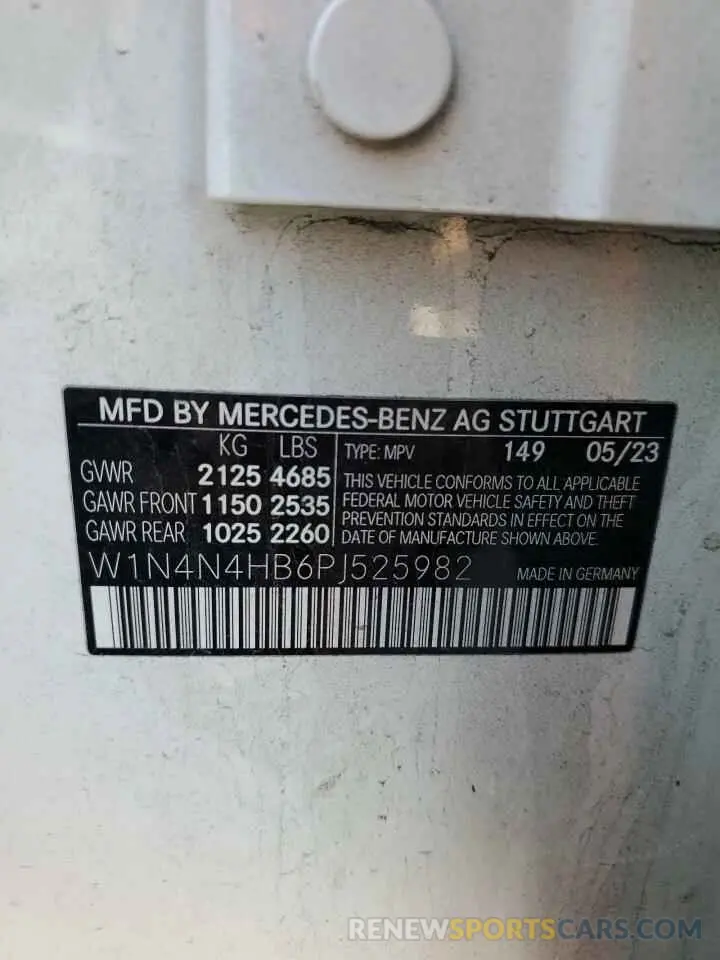 MFD BY MERCEDES-BENZ AG STUTTGART
KG LBS
GVWR 2125 4685
GAWR FRONT 1150 2535
GAWR REAR 1025 2260
TYPE: MPV 149 05/23
THIS VEHICLE CONFORMS TO ALL APPLICABLE
FEDERAL MOTOR VEHICLE SAFETY AND THEFT
PREVENTION STANDARDS IN EFFECT ON THE
DATE OF MANUFACTURE SHOWN ABOVE.
W1N4N4HB6PJ525982 MADE IN GERMANY
RENEWSPORTSCARS.COM